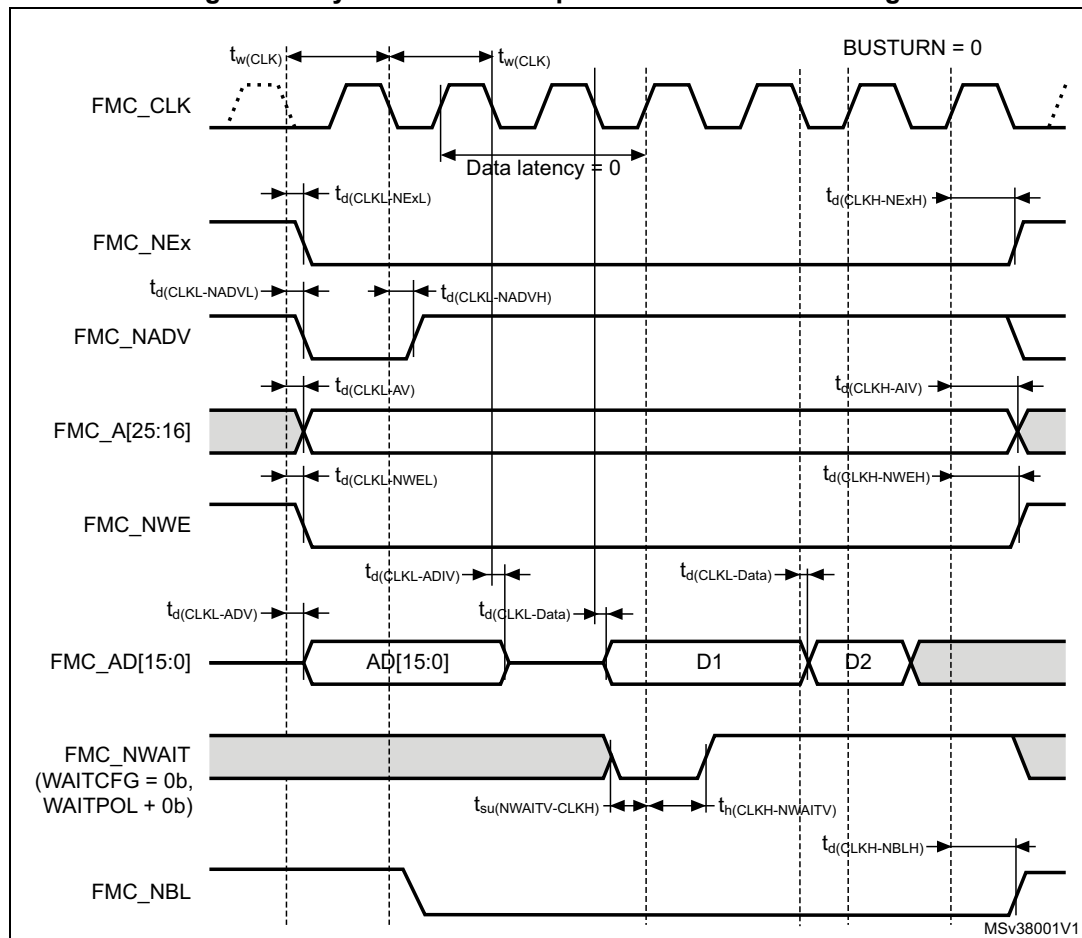 tw(CLK)
tw(CLK)
BUSTURN = 0
FMC_CLK
Data latency = 0
td(CLKL-NExL)
td(CLKH-NExH)
FMC_NEx
td(CLKL-NADVL)
td(CLKL-NADVH)
FMC_NADV
td(CLKL-AV)
td(CLKH-AIV)
FMC_A[25:16]
td(CLKL-NWEL)
td(CLKH-NWEH)
FMC_NWE
td(CLKL-ADIV)
td(CLKL-Data)
td(CLKL-ADV)
td(CLKL-Data)
FMC_AD[15:0]
AD[15:0]
D1
D2
FMC_NWAIT
(WAITCFG = 0b,
WAITPOL + 0b)
tsu(NWAITV-CLKH)
th(CLKH-NWAITV)
td(CLKH-NBLH)
FMC_NBL
MSv38001V1